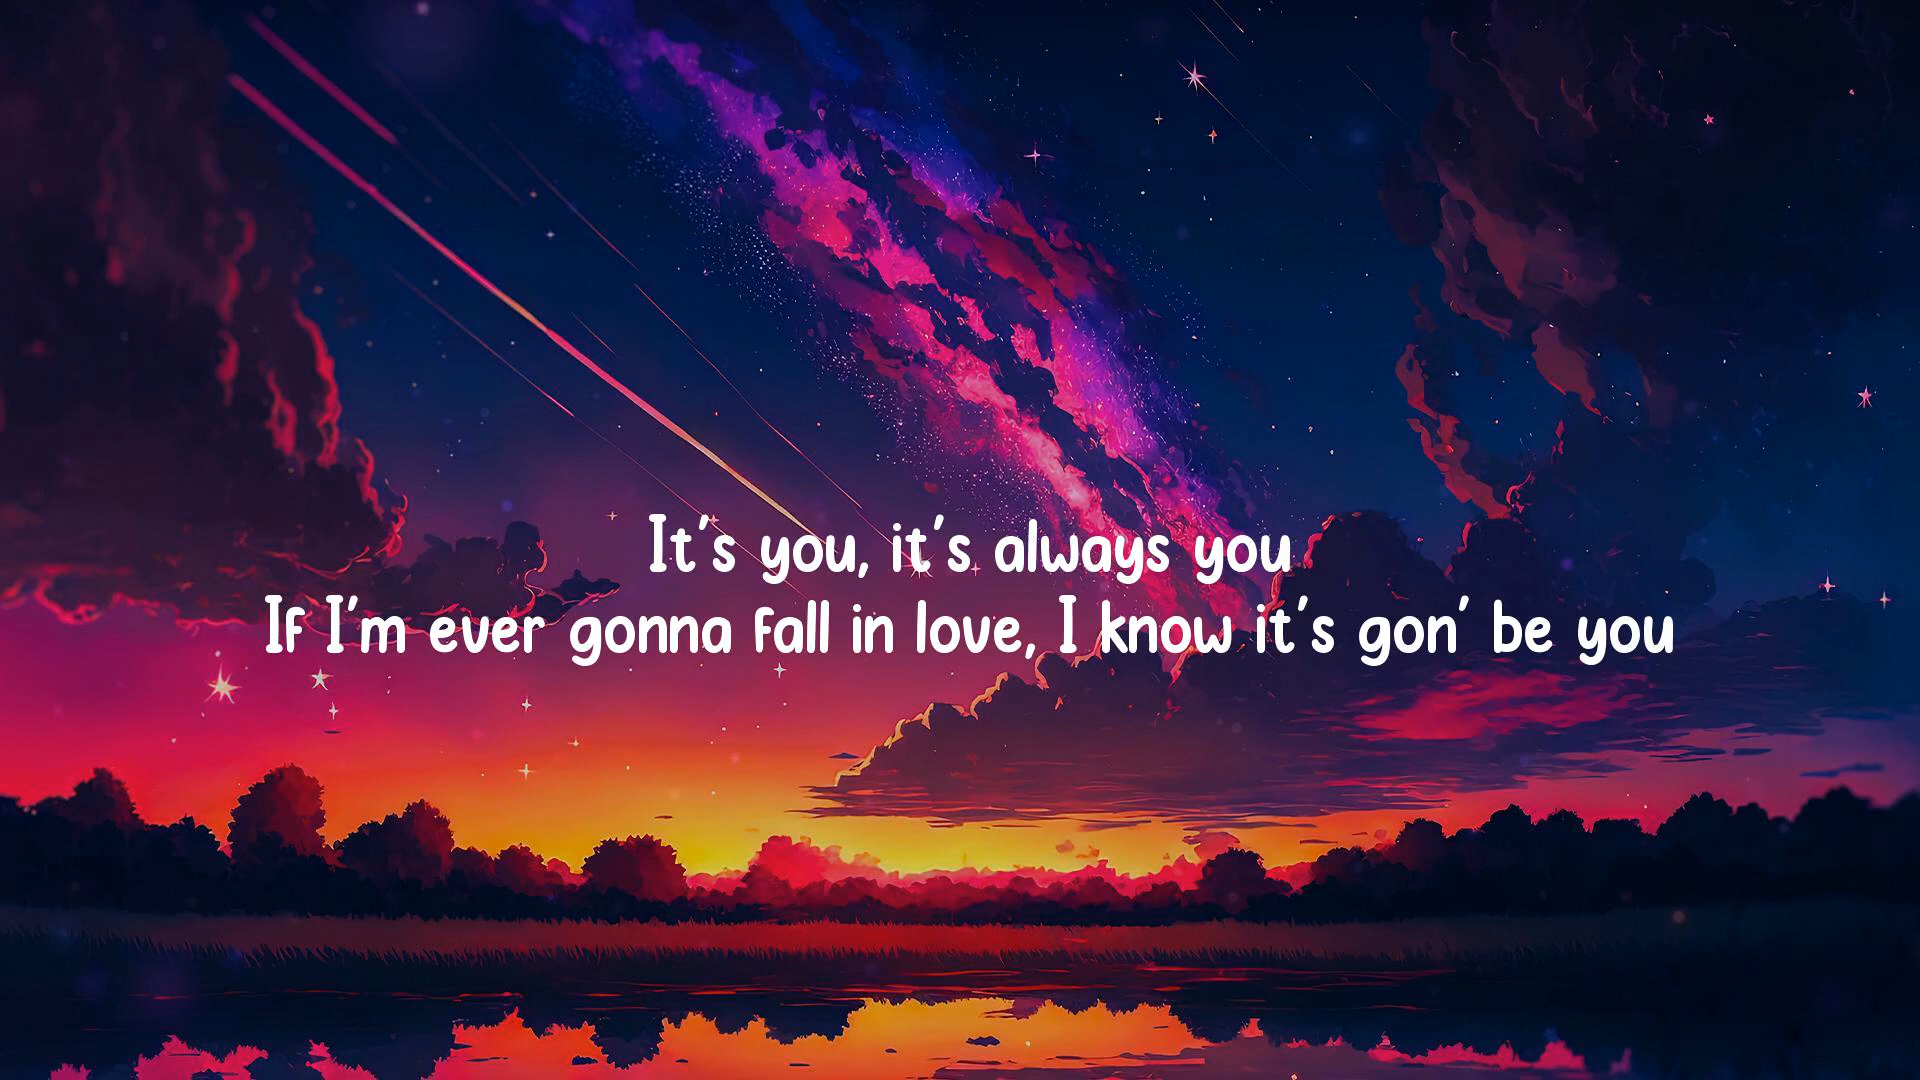 It's you, it's always you
If I'm ever gonna fall in love, I know it's gon' be you